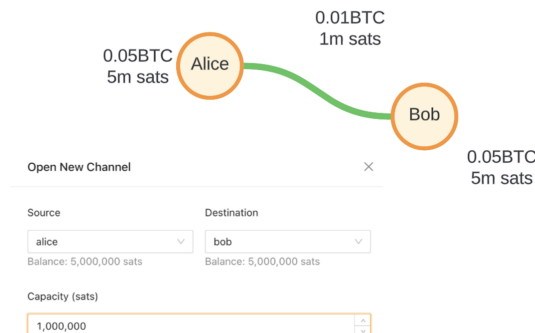 0.01BTC
1m sats
0.05BTC
5m sats
Alice
Bob
0.05BTC
5m sats
Open New Channel
Source
Destination
alice
bob
Balance: 5,000,000 sats
Balance: 5,000,000 sats
Capacity (sats)
1,000,000